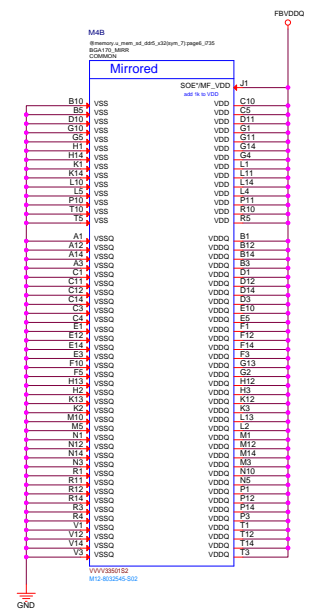 FBVDDQ
M4B
@memory.u_mem_sd_ddr5_x32(sym_7):page6_i735
BGA170_MIRR
COMMON
Mirrored
SOE*/MF_VDD J1
add 1k to VDD
B10 VSS VDD C10
B5 VSS VDD C5
D10 VSS VDD D11
G10 VSS VDD G1
G5 VSS VDD G11
H1 VSS VDD G14
H14 VSS VDD G4
K1 VSS VDD L1
K14 VSS VDD L11
L10 VSS VDD L14
L5 VSS VDD L4
P10 VSS VDD P11
T10 VSS VDD R10
T5 VSS VDD R5
A1 VSSQ VDDQ B1
A12 VSSQ VDDQ B12
A14 VSSQ VDDQ B14
A3 VSSQ VDDQ B3
C1 VSSQ VDDQ D1
C11 VSSQ VDDQ D12
C12 VSSQ VDDQ D14
C14 VSSQ VDDQ D3
C3 VSSQ VDDQ E10
C4 VSSQ VDDQ E5
E1 VSSQ VDDQ F1
E12 VSSQ VDDQ F12
E14 VSSQ VDDQ F14
E3 VSSQ VDDQ F3
F10 VSSQ VDDQ G13
F5 VSSQ VDDQ G2
H13 VSSQ VDDQ H12
H2 VSSQ VDDQ H3
K13 VSSQ VDDQ K12
K2 VSSQ VDDQ K3
M10 VSSQ VDDQ L13
M5 VSSQ VDDQ L2
N1 VSSQ VDDQ M1
N12 VSSQ VDDQ M12
N14 VSSQ VDDQ M14
N3 VSSQ VDDQ M3
R1 VSSQ VDDQ N10
R11 VSSQ VDDQ N5
R12 VSSQ VDDQ P1
R14 VSSQ VDDQ P12
R3 VSSQ VDDQ P14
R4 VSSQ VDDQ P3
V1 VSSQ VDDQ T1
V12 VSSQ VDDQ T12
V14 VSSQ VDDQ T14
V3 VSSQ VDDQ T3
VVVV33501S2
M12-8032545-S02
GND